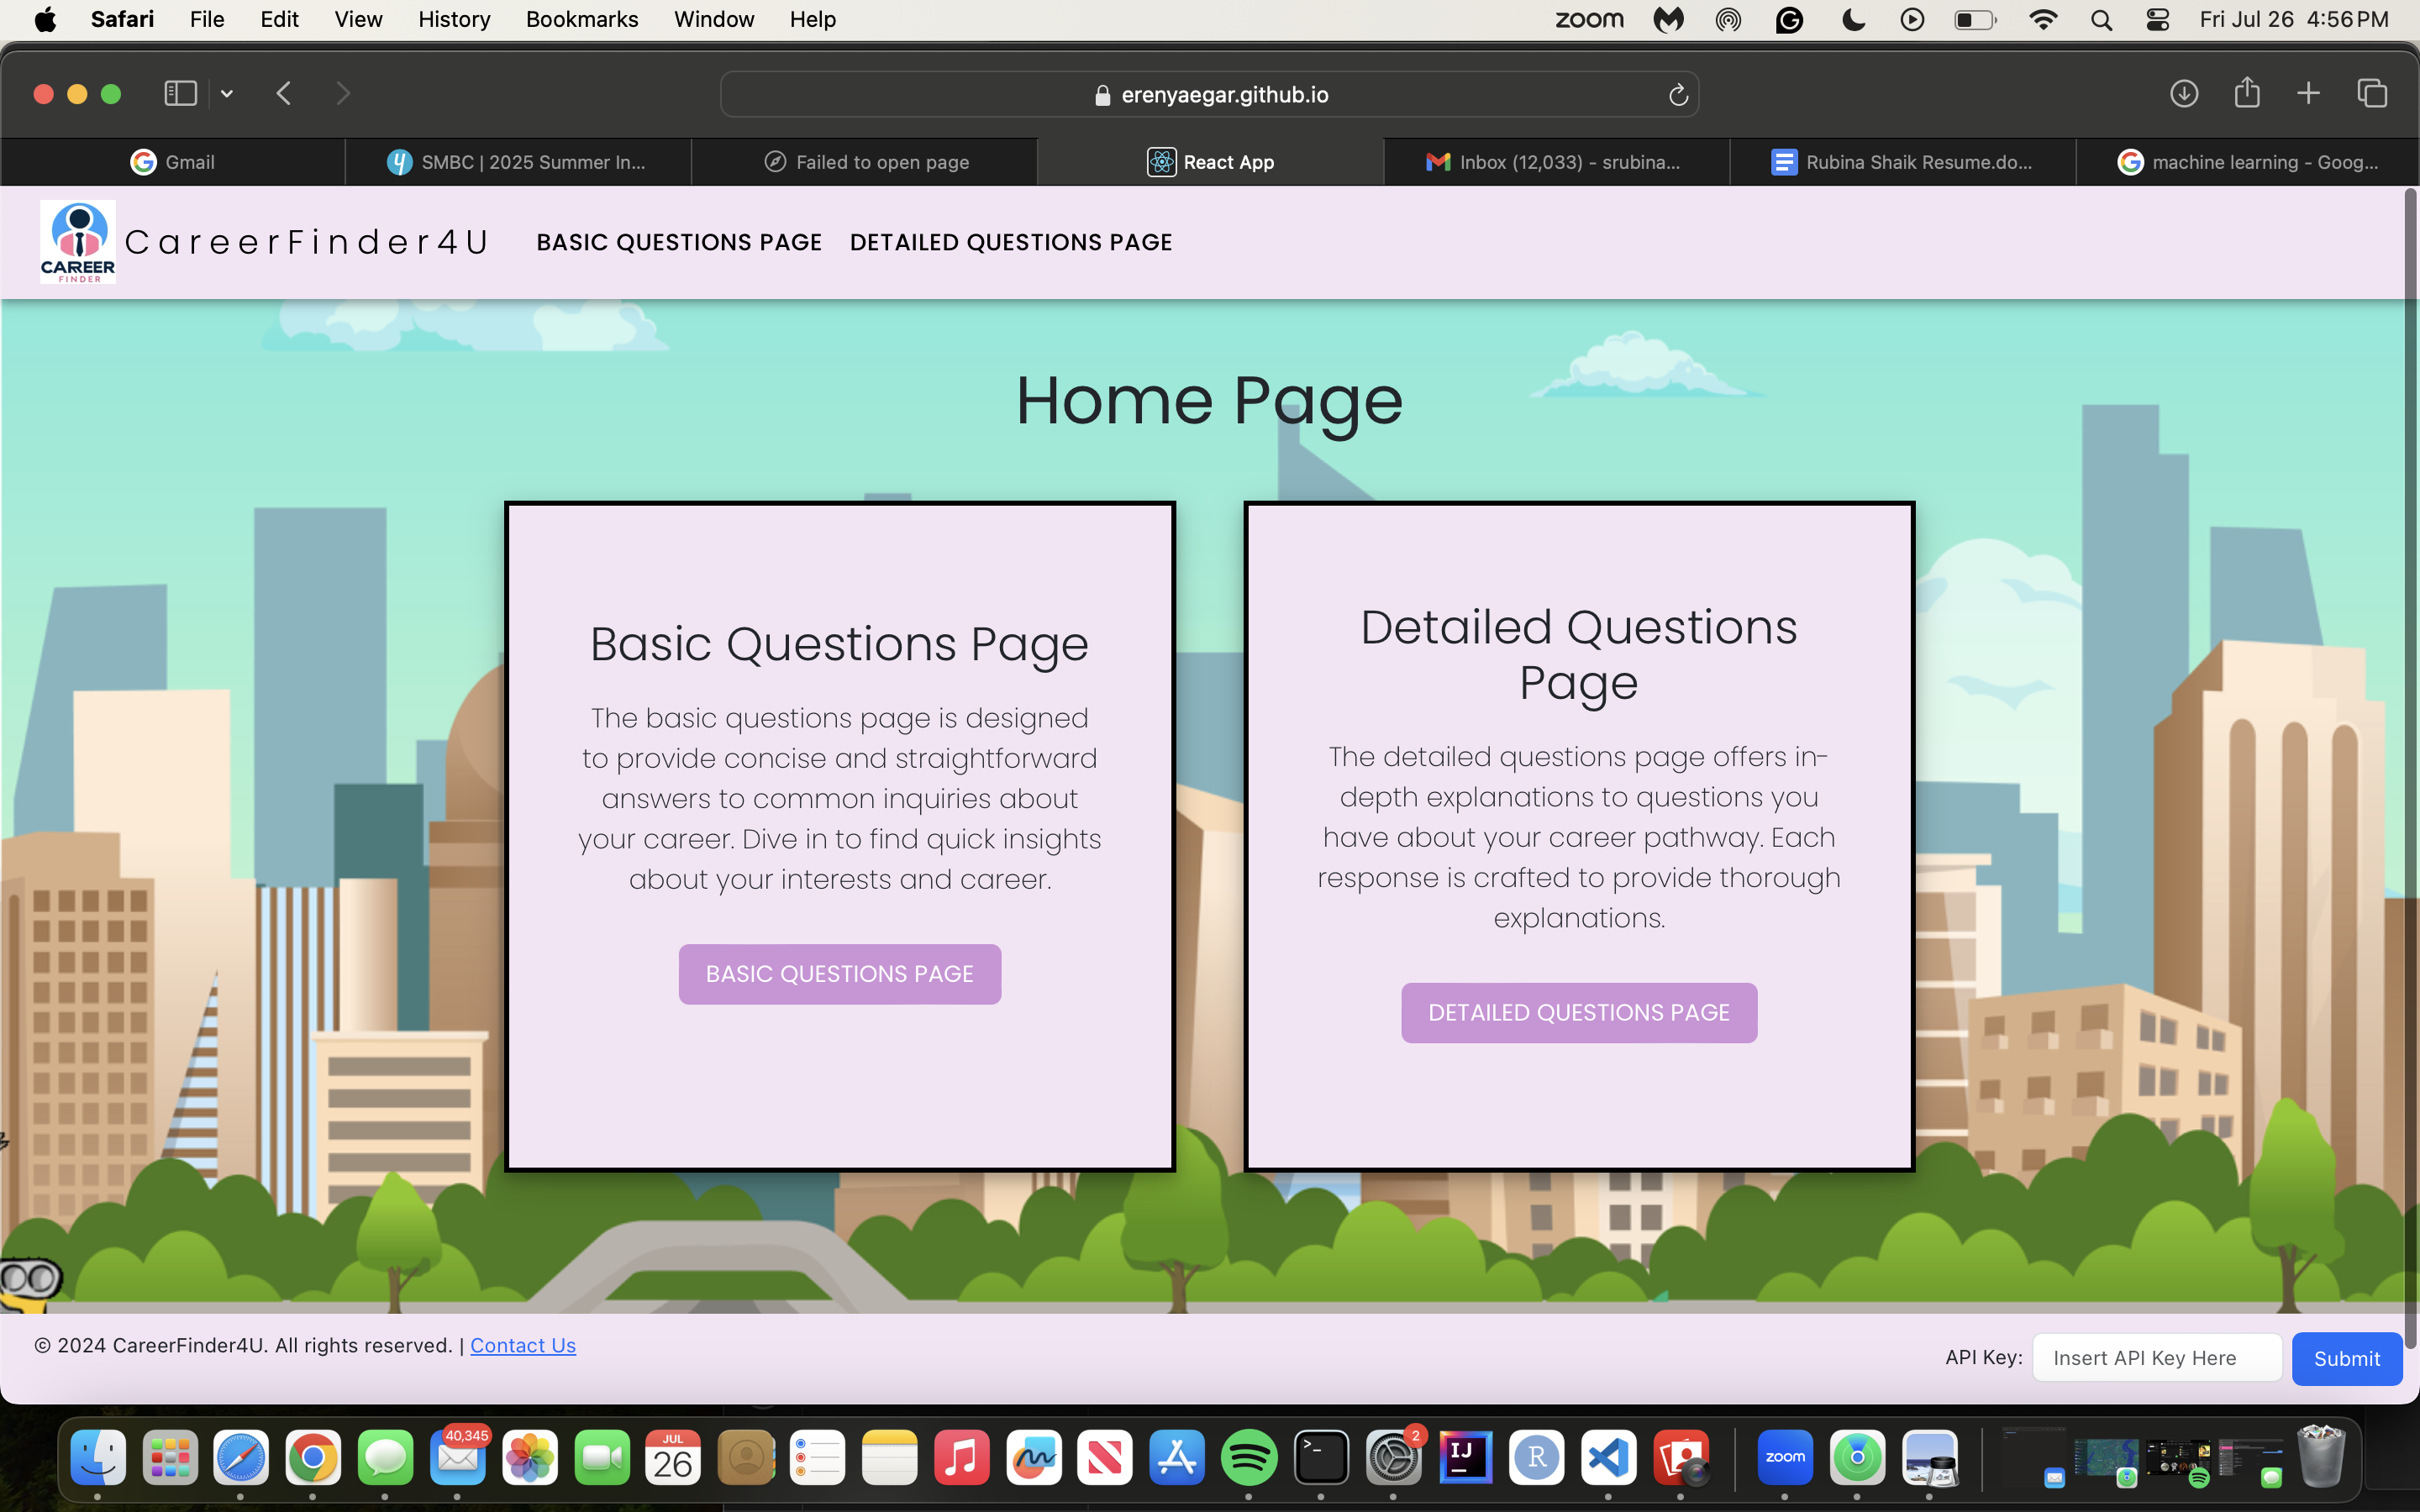 Safari File Edit View History Bookmarks Window Help zoom Fri Jul 26 4:56 PM
erenyaegar.github.io
Gmail
SMBC | 2025 Summer In...
Failed to open page
React App
Inbox (12,033) - srubina...
Rubina Shaik Resume.do...
machine learning - Goog...
CAREER
FINDER
CareerFinder4U
BASIC QUESTIONS PAGE
DETAILED QUESTIONS PAGE
Home Page
Basic Questions Page
The basic questions page is designed
to provide concise and straightforward
answers to common inquiries about
your career. Dive in to find quick insights
about your interests and career.
BASIC QUESTIONS PAGE
Detailed Questions
Page
The detailed questions page offers in-
depth explanations to questions you
have about your career pathway. Each
response is crafted to provide thorough
explanations.
DETAILED QUESTIONS PAGE
© 2024 CareerFinder4U. All rights reserved. | Contact Us
API Key:
Insert API Key Here
Submit
40,345
JUL
26
>_
2
IJ
R
zoom